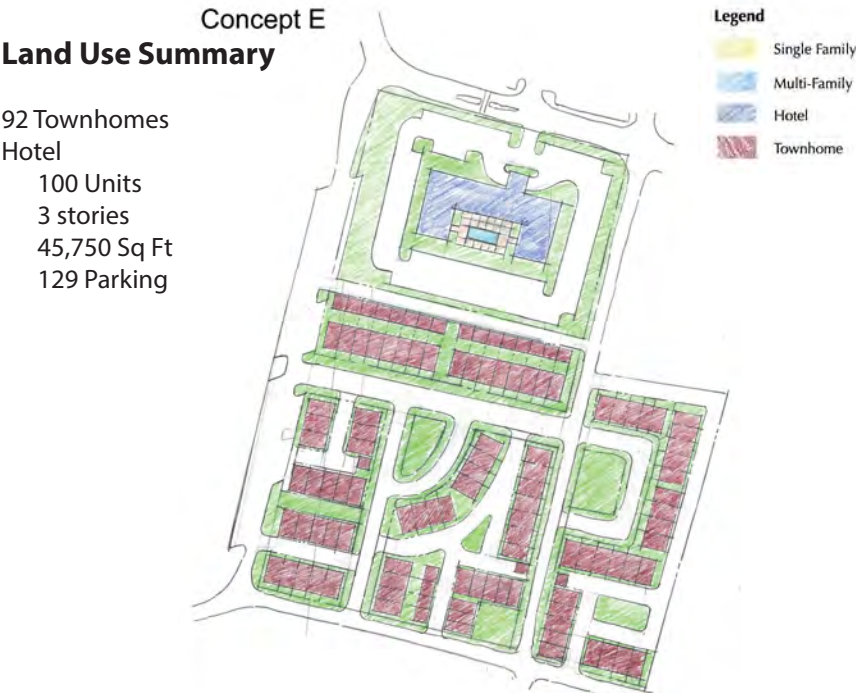 Concept E
Land Use Summary
92 Townhomes
Hotel
100 Units
3 stories
45,750 Sq Ft
129 Parking
Legend
Single Family
Multi-Family
Hotel
Townhome